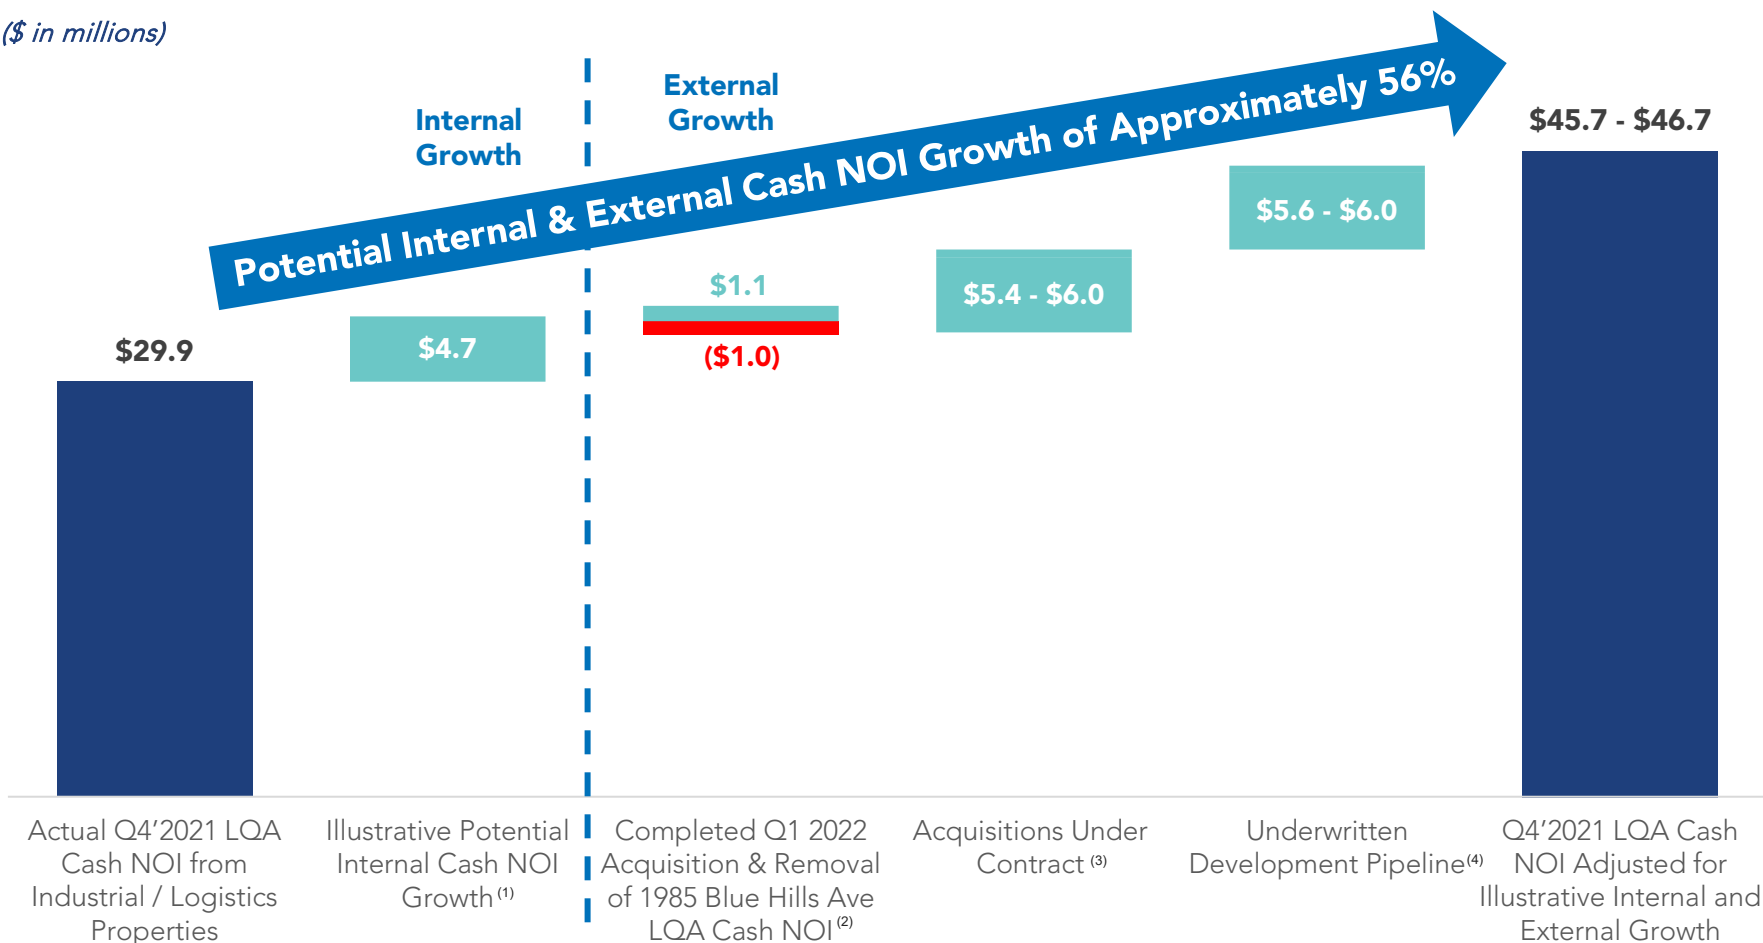 ($ in millions)
Internal
Growth
External
Growth
Potential Internal & External Cash NOI Growth of Approximately 56%
$29.9
$4.7
$1.1
($1.0)
$5.4 - $6.0
$5.6 - $6.0
$45.7 - $46.7
Actual Q4’2021 LQA
Cash NOI from
Industrial / Logistics
Properties
Illustrative Potential
Internal Cash NOI
Growth (1)
Completed Q1 2022
Acquisition & Removal
of 1985 Blue Hills Ave
LQA Cash NOI (2)
Acquisitions Under
Contract (3)
Underwritten
Development Pipeline(4)
Q4’2021 LQA Cash
NOI Adjusted for
Illustrative Internal and
External Growth